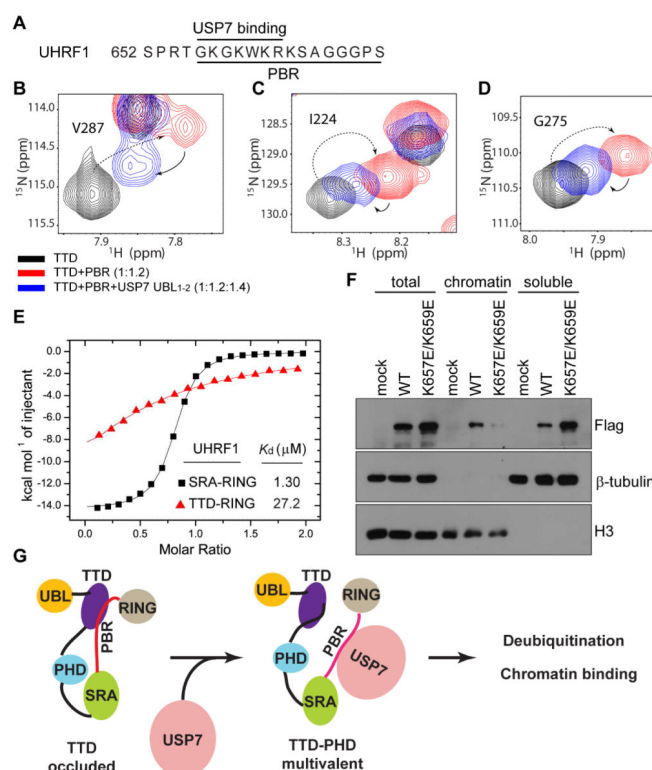 A
USP7 binding
UHRF1 652 SPRTGKGKWKRKSAGGGPS
PBR
B
C
D
V287
I224
G275
114.0
114.5
115.0
115.5
15N (ppm)
7.9 7.8
1H (ppm)
128.5
129.0
129.5
130.0
15N (ppm)
8.3 8.2
1H (ppm)
109.5
110.0
110.5
111.0
15N (ppm)
8.0 7.9
1H (ppm)
TTD
TTD+PBR (1:1.2)
TTD+PBR+USP7 UBL1-2 (1:1.2:1.4)
E
kcal mol1 of injectant
0.0
-2.0
-4.0
-6.0
-8.0
-10.0
-12.0
-14.0
UHRF1 Kd (μM)
SRA-RING 1.30
TTD-RING 27.2
0.0 0.5 1.0 1.5 2.0
Molar Ratio
F
total chromatin soluble
mock WT K657E/K659E mock WT K657E/K659E mock WT K657E/K659E
Flag
β-tubulin
H3
G
TTD
UBL
RING
PBR
PHD
SRA
TTD
occluded
USP7
TTD
UBL
RING
PBR
PHD
USP7
SRA
TTD-PHD
multivalent
Deubiquitination
Chromatin binding